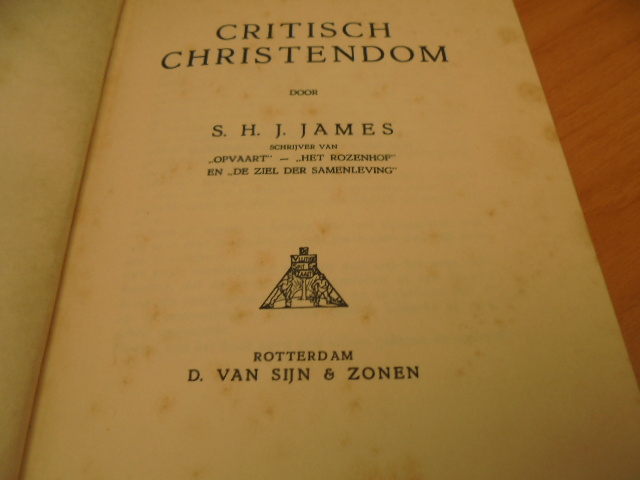 CRITISCH
CHRISTENDOM
DOOR
S. H. J. JAMES
SCHRIJVER VAN
„OPVAART” — „HET ROZENHOF”
EN „DE ZIEL DER SAMENLEVING”
ROTTERDAM
D. VAN SIJN & ZONEN